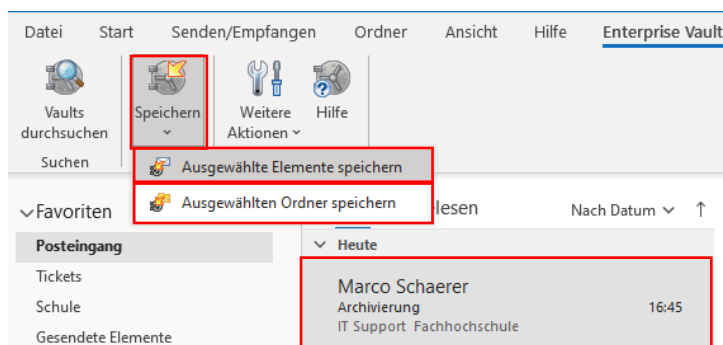 Datei Start Senden/Empfangen Ordner Ansicht Hilfe Enterprise Vault
Vaults durchsuchen
Speichern
Weitere Aktionen
Hilfe
Suchen
Ausgewählte Elemente speichern
Ausgewählten Ordner speichern
Favoriten
Posteingang
Tickets
Schule
Gesendete Elemente
lesen Nach Datum
Heute
Marco Schaerer
Archivierung 16:45
IT Support Fachhochschule